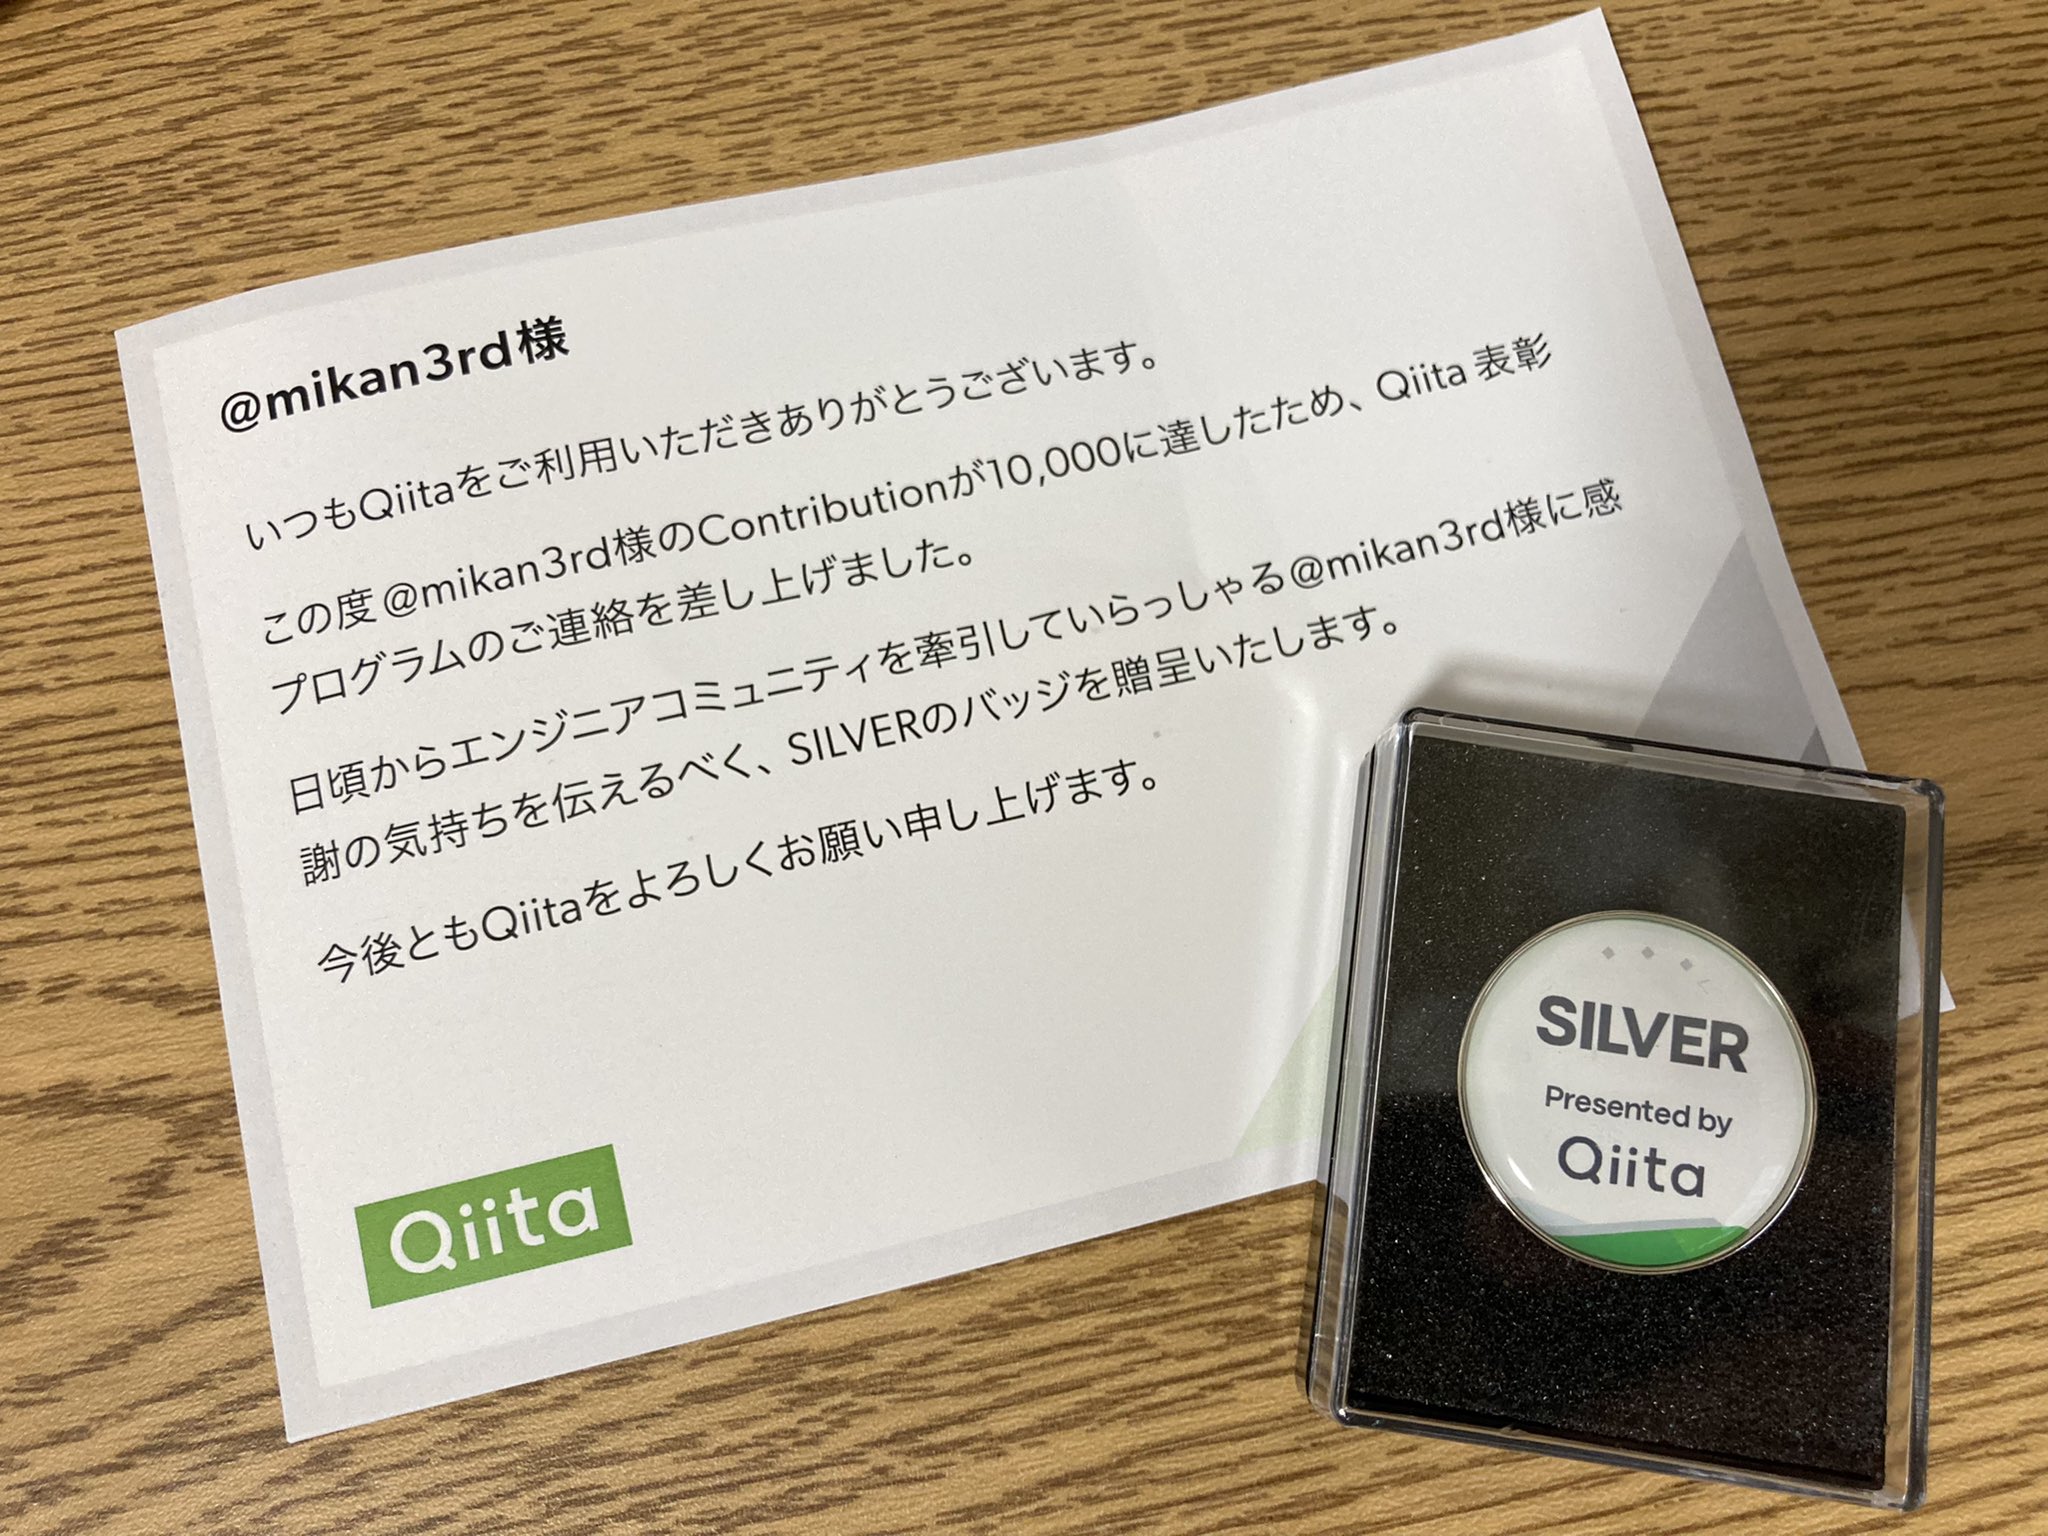 @mikan3rd様
いつもQiitaをご利用いただきありがとうございます。
この度@mikan3rd様のContributionが10,000に達したため、Qiita表彰
プログラムのご連絡を差し上げました。
日頃からエンジニアコミュニティを牽引していらっしゃる@mikan3rd様に感
謝の気持ちを伝えるべく、SILVERのバッジを贈呈いたします。
今後ともQiitaをよろしくお願い申し上げます。
Qiita
SILVER
Presented by
Qiita